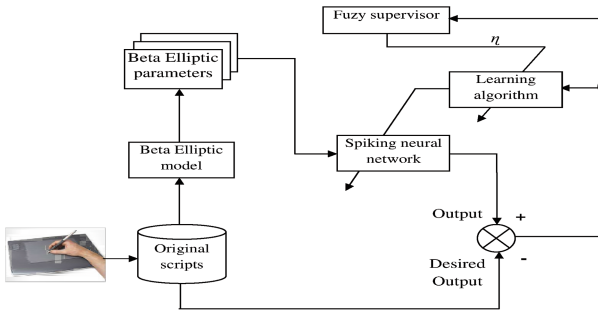 Fuzzy supervisor
η
Beta Elliptic
parameters
Learning
algorithm
Beta Elliptic
model
Spiking neural
network
Output
+
Original
scripts
-
Desired
Output